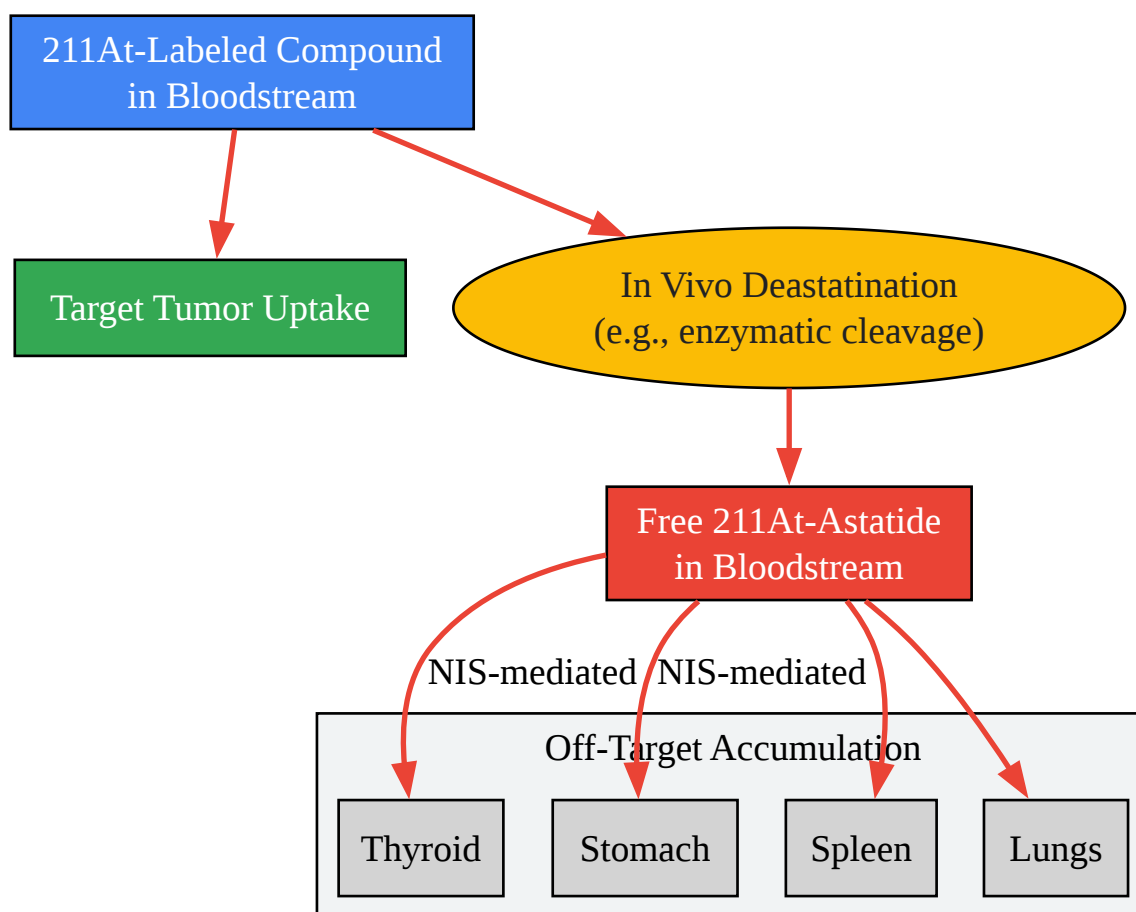 211At-Labeled Compound
in Bloodstream
Target Tumor Uptake
In Vivo Deastatination
(e.g., enzymatic cleavage)
Free 211At-Astatide
in Bloodstream
NIS-mediated
NIS-mediated
Off-Target Accumulation
Thyroid
Stomach
Spleen
Lungs